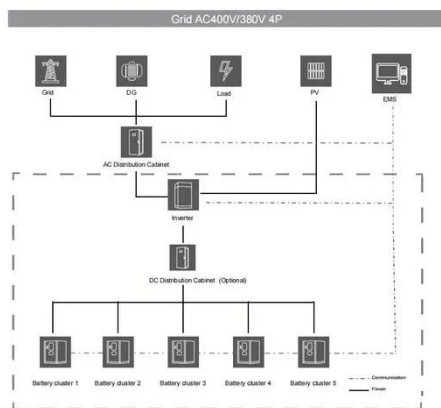 Grid AC400V/380V 4P
Grid
DG
Load
PV
EMS
AC Distribution Cabinet
Inverter
DC Distribution Cabinet (Optional)
Battery cluster 1
Battery cluster 2
Battery cluster 3
Battery cluster 4
Battery cluster 5
Communication
Power